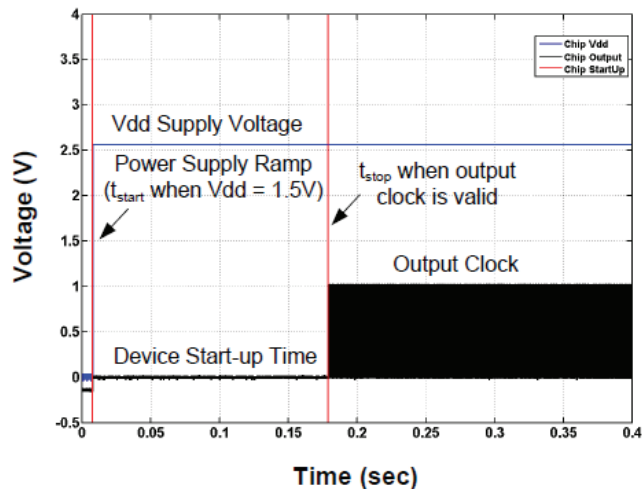 4
3.5
3
2.5
2
1.5
1
0.5
0
-0.5
Voltage (V)
Chip Vdd
Chip Output
Chip StartUp
Vdd Supply Voltage
Power Supply Ramp
(tstart when Vdd = 1.5V)
tstop when output
clock is valid
Output Clock
Device Start-up Time
0 0.05 0.1 0.15 0.2 0.25 0.3 0.35 0.4
Time (sec)